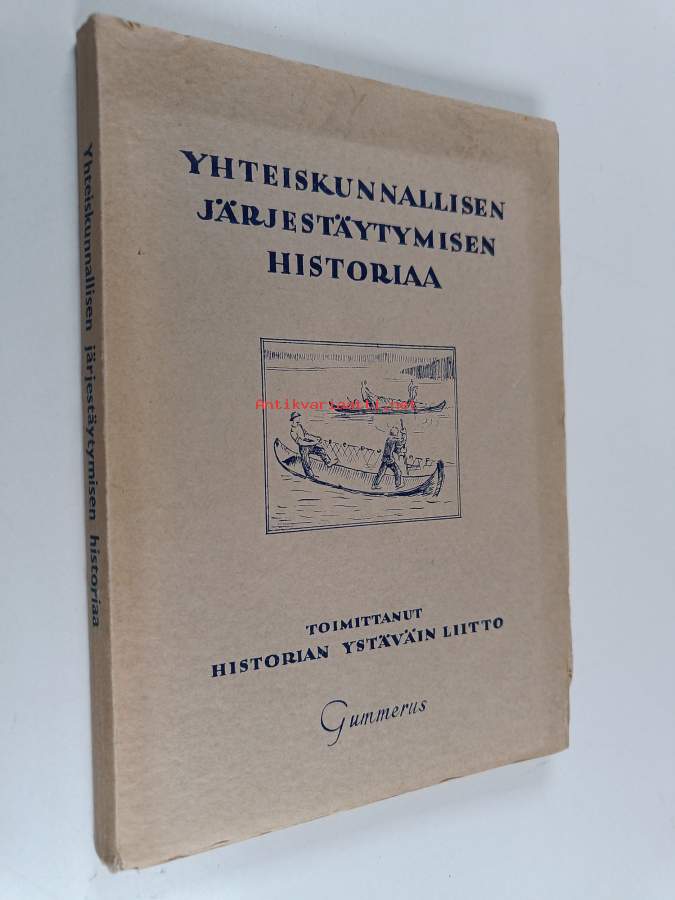 YHTEISKUNNALLISEN
JÄRJESTÄYTYMISEN
HISTORIAA
Antikvariaatti.net
TOIMITTANUT
HISTORIAN YSTÄVÄIN LIITTO
Gummerus
Yhteiskunnallisen järjestäytymisen historiaa